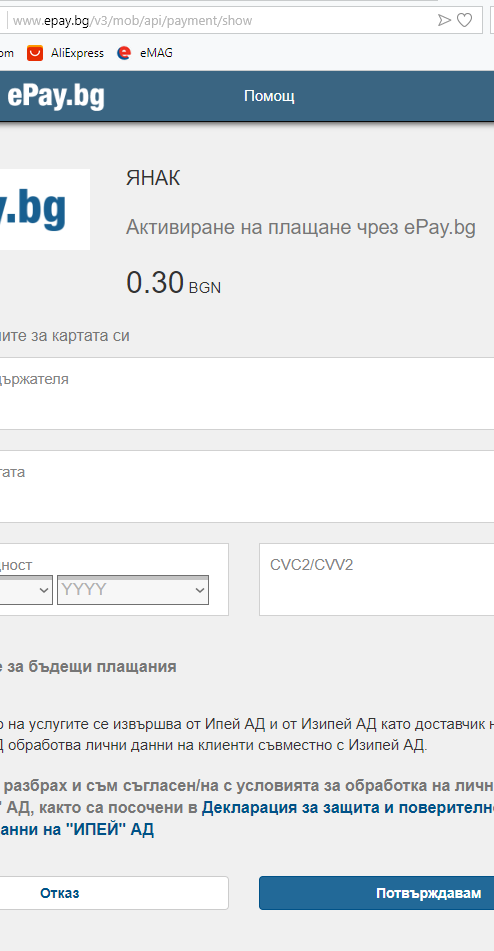 www.epay.bg/v3/mob/api/payment/show
om AliExpress eMAG
ePay.bg Помощ
y.bg
ЯНАК
Активиране на плащане чрез ePay.bg
0.30 BGN
ите за картата си
държателя
тата
ност
YYYY
CVC2/CVV2
е за бъдещи плащания
о на услугите се извършва от Ипей АД и от Изипей АД като доставчик н
Д обработва лични данни на клиенти съвместно с Изипей АД.
разбрах и съм съгласен/на с условията за обработка на личн
" АД, както са посочени в Декларация за защита и поверителн
анни на "ИПЕЙ" АД
Отказ
Потвърждавам